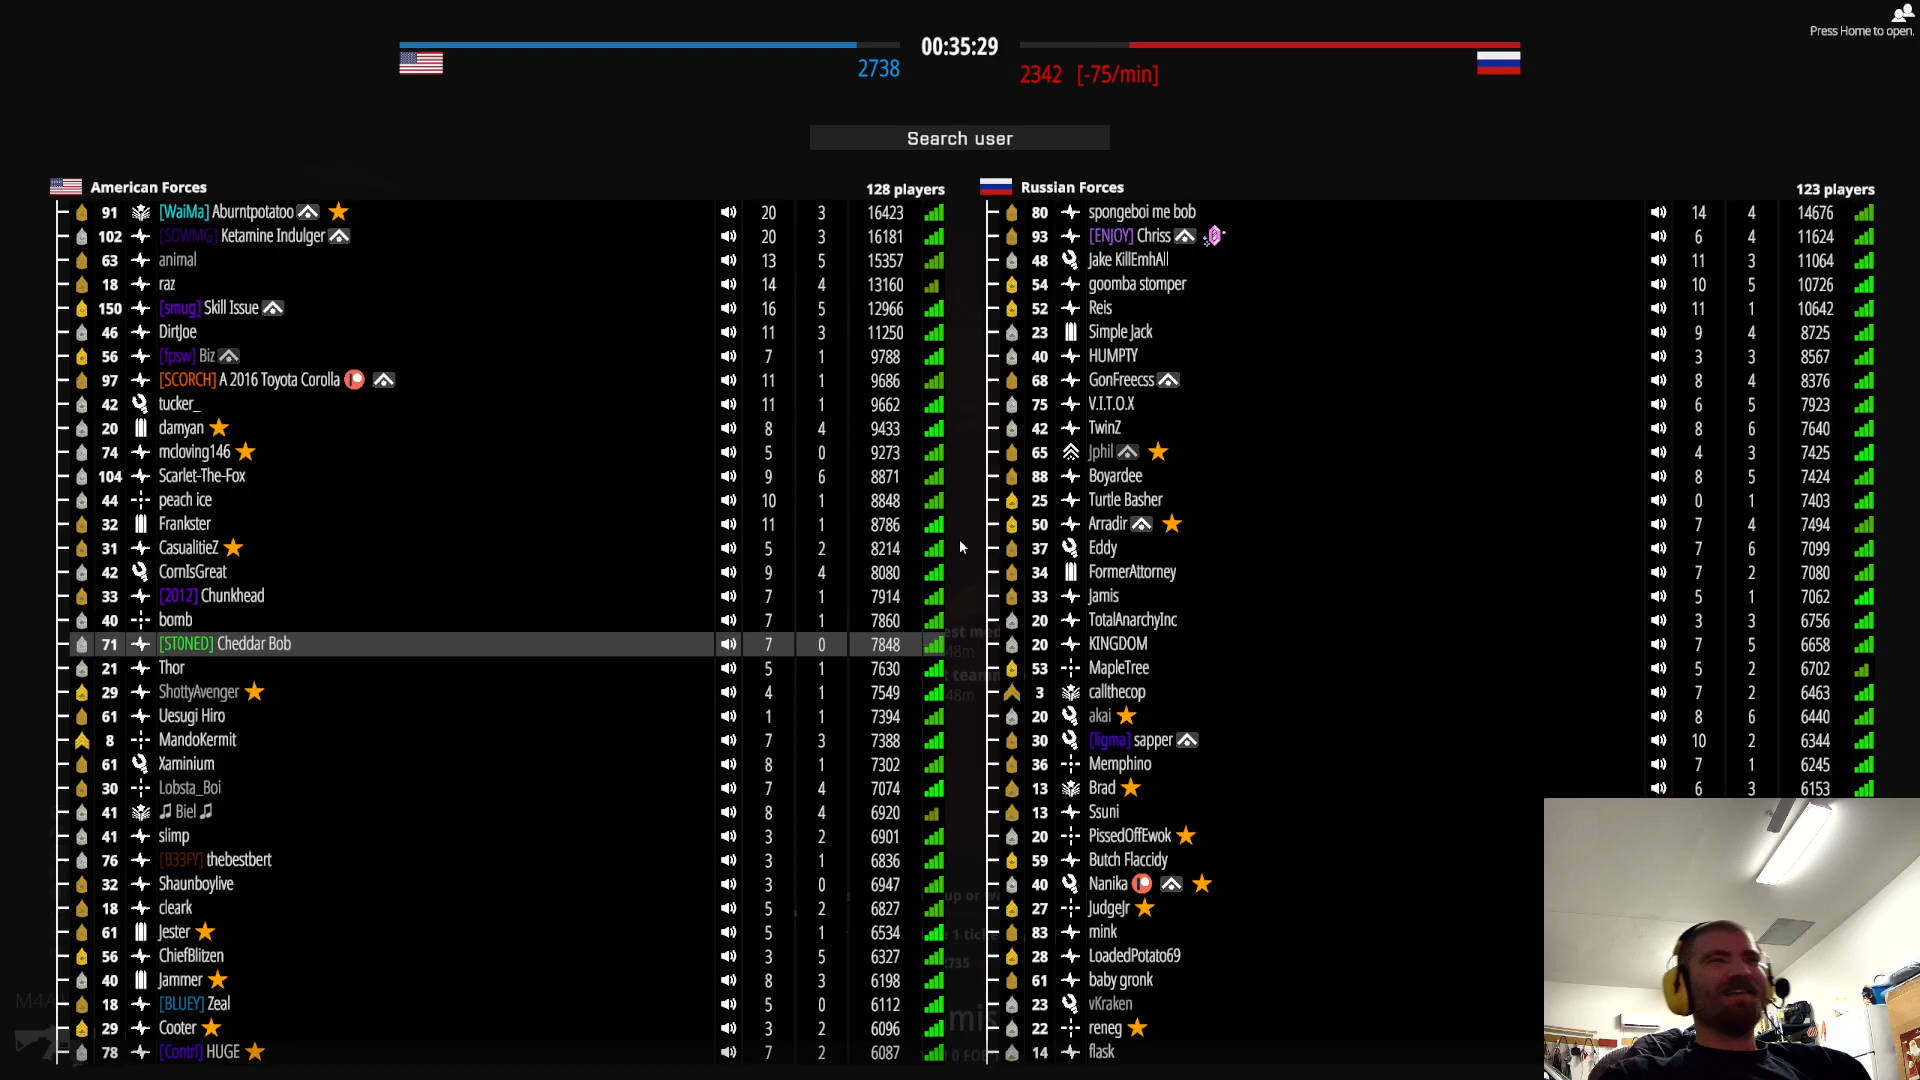 Press Home to open.
00:35:29
2738
2342 [-75/min]
Search user
American Forces 128 players
91 [WaiMa] Aburntpotatoo 20 3 16423
102 [SDWMG] Ketamine Indulger 20 3 16181
63 animal 13 5 15357
18 raz 14 4 13160
150 [smug] Skill Issue 16 5 12966
46 DirtJoe 11 3 11250
56 [fpsw] Biz 7 1 9788
97 [SCORCH] A 2016 Toyota Corolla 11 1 9686
42 tucker_ 11 1 9662
20 damyan 8 4 9433
74 mcloving146 5 0 9273
104 Scarlet-The-Fox 9 6 8871
44 peach ice 10 1 8848
32 Frankster 11 1 8786
31 CasualitieZ 5 2 8214
42 CornIsGreat 9 4 8080
33 [2012] Chunkhead 7 1 7914
40 bomb 7 1 7860
71 [STONED] Cheddar Bob 7 0 7848
21 Thor 5 1 7630
29 ShottyAvenger 4 1 7549
61 Uesugi Hiro 1 1 7394
8 MandoKermit 7 3 7388
61 Xaminium 8 1 7302
30 Lobsta_Boi 7 4 7074
41 ♫ Biel ♫ 8 4 6920
41 slimp 3 2 6901
76 [B33FY] thebestbert 3 1 6836
32 Shaunboylive 3 0 6947
18 cleark 5 2 6827
61 Jester 5 1 6534
56 ChiefBlitzen 3 5 6327
40 Jammer 8 3 6198
18 [BLUEY] Zeal 5 0 6112
29 Cooter 3 2 6096
78 [Contrl] HUGE 7 2 6087
Russian Forces 123 players
80 spongeboi me bob 14 4 14676
93 [ENJOY] Chriss 6 4 11624
48 Jake KillEmhAll 11 3 11064
54 goomba stomper 10 5 10726
52 Reis 11 1 10642
23 Simple Jack 9 4 8725
40 HUMPTY 3 3 8567
68 GonFreecss 8 4 8376
75 V.I.T.O.X 6 5 7923
42 TwinZ 8 6 7640
65 Jphil 4 3 7425
88 Boyardee 8 5 7424
25 Turtle Basher 0 1 7403
50 Arradir 7 4 7494
37 Eddy 7 6 7099
34 FormerAttorney 7 2 7080
33 Jamis 5 1 7062
20 TotalAnarchyInc 3 3 6756
20 KINGDOM 7 5 6658
53 MapleTree 5 2 6702
3 callthecop 7 2 6463
20 akai 8 6 6440
30 [ligma] sapper 10 2 6344
36 Memphino 7 1 6245
13 Brad 6 3 6153
13 Ssuni
20 PissedOffEwok
59 Butch Flaccidy
40 Nanika
27 JudgeJr
83 mink
28 LoadedPotato69
61 baby gronk
23 vKraken
22 reneg
14 flask